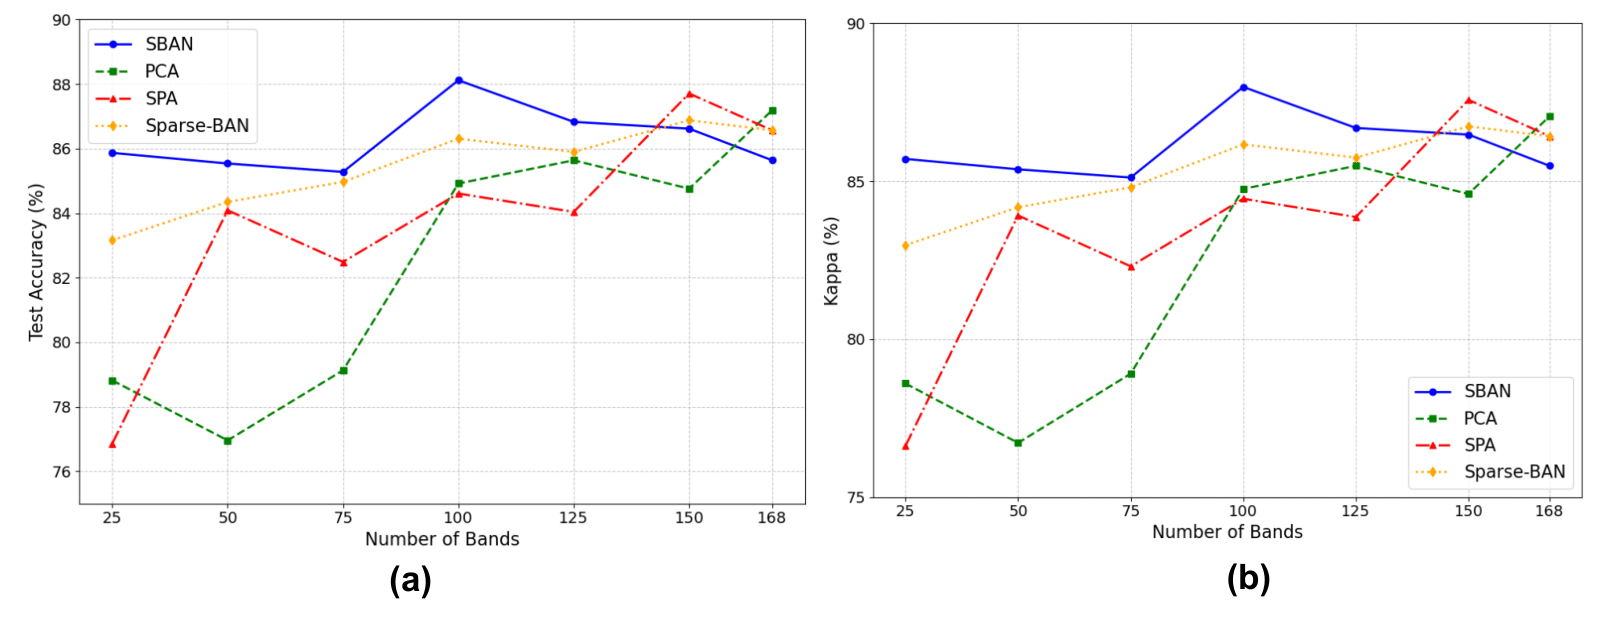 90
88
86
84
82
80
78
76
Test Accuracy (%)
SBAN
PCA
SPA
Sparse-BAN
25 50 75 100 125 150 168
Number of Bands
(a)
90
85
80
75
Kappa (%)
SBAN
PCA
SPA
Sparse-BAN
25 50 75 100 125 150 168
Number of Bands
(b)